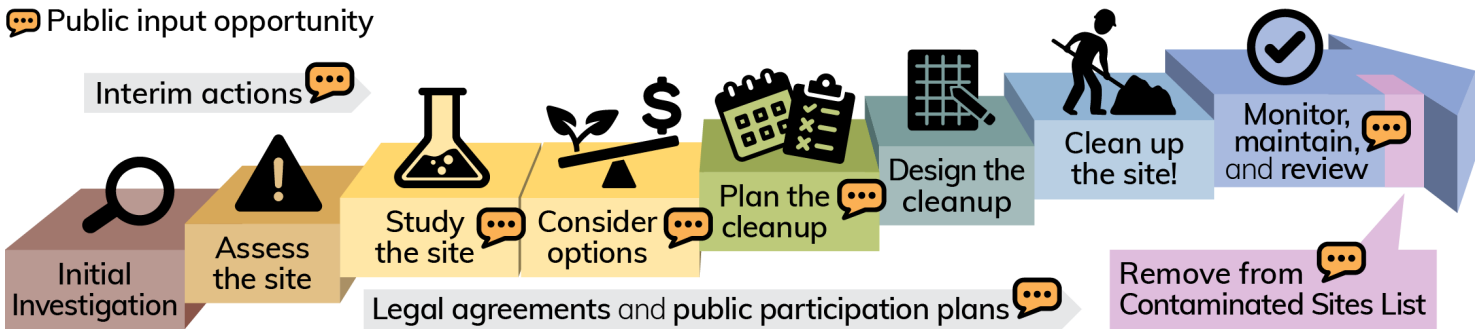 Public input opportunity
Interim actions
Initial
Investigation
Assess
the site
Study
the site
Consider
options
Plan the
cleanup
Design the
cleanup
Clean up
the site!
Monitor,
maintain,
and review
Legal agreements and public participation plans
Remove from
Contaminated Sites List